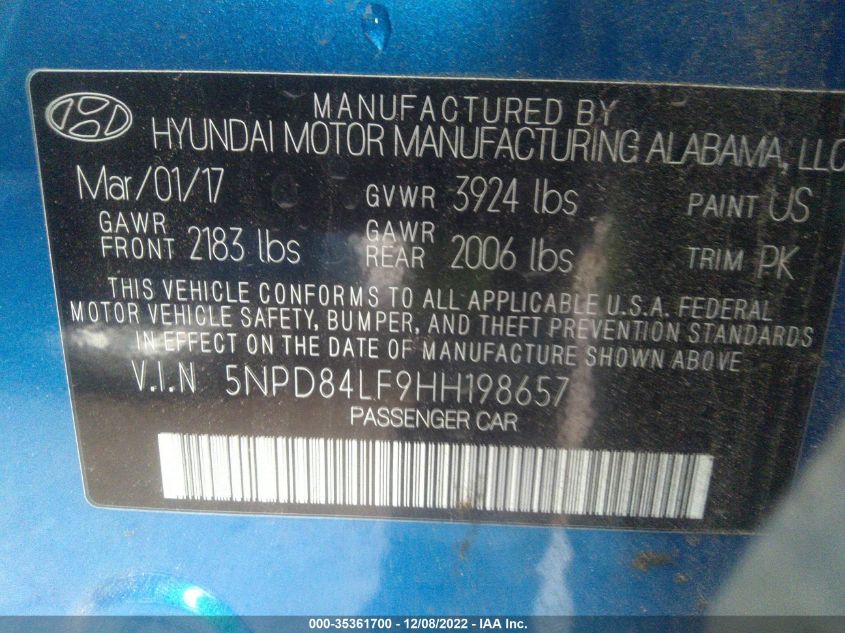 MANUFACTURED BY
HYUNDAI MOTOR MANUFACTURING ALABAMA, LLC
Mar/01/17 GVWR 3924 lbs PAINT US
GAWR FRONT 2183 lbs GAWR REAR 2006 lbs TRIM PK
THIS VEHICLE CONFORMS TO ALL APPLICABLE U.S.A. FEDERAL
MOTOR VEHICLE SAFETY, BUMPER, AND THEFT PREVENTION STANDARDS
IN EFFECT ON THE DATE OF MANUFACTURE SHOWN ABOVE.
V.I.N 5NPD84LF9HH198657
PASSENGER CAR
000-35361700 - 12/08/2022 - IAA Inc.